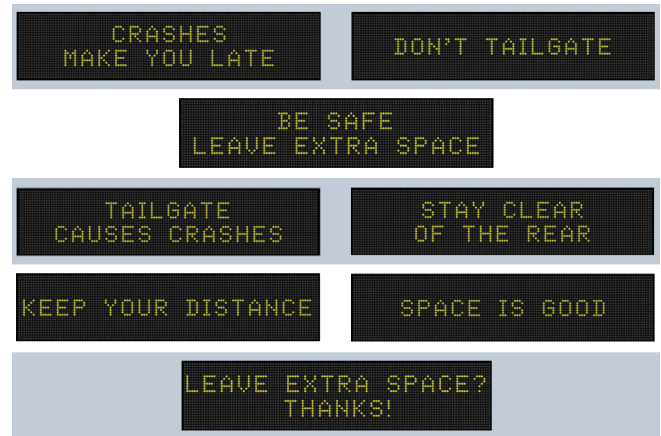 CRASHES
MAKE YOU LATE
DON'T TAILGATE
BE SAFE
LEAVE EXTRA SPACE
TAILGATE
CAUSES CRASHES
STAY CLEAR
OF THE REAR
KEEP YOUR DISTANCE
SPACE IS GOOD
LEAVE EXTRA SPACE?
THANKS!